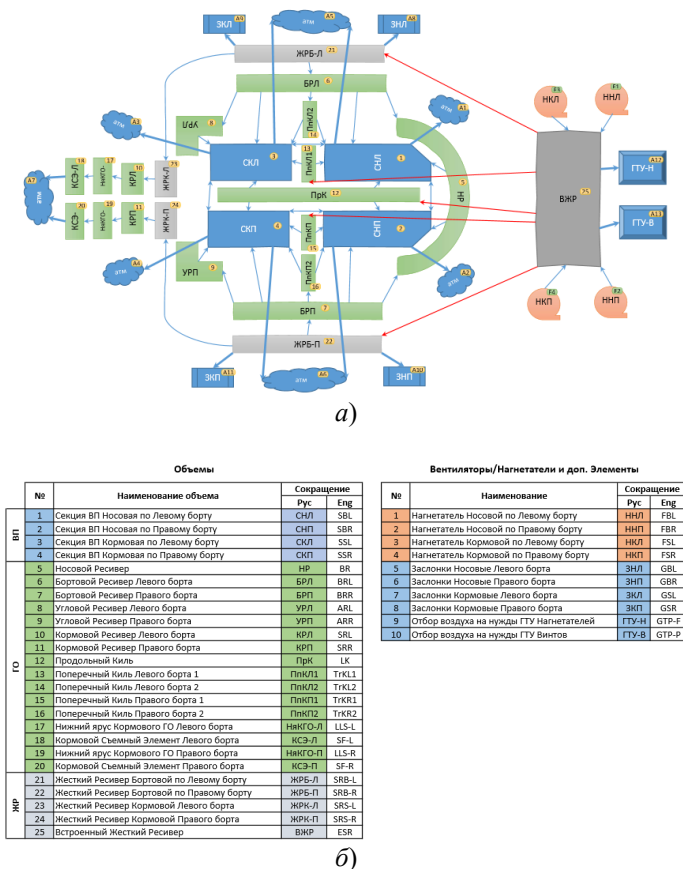 ЗКЛ А9
А5
атм
ЗНЛ А8
ЖРБ-Л 21
БРЛ 6
НКЛ F3
ННЛ F1
УРЛ 8
ПпКЛ2 14
атм А3
атм А1
КСЭ-Л 18
17
КРЛ 10
ЖРК-Л 23
СКЛ 3
ПпКЛ1 13
СНЛ 1
НР 5
ВЖР 25
ГТУ-Н А12
атм А7
ПрК 12
КСЭ- 20
19
КРП 11
ЖРК-П 24
СКП 4
ПпКП 15
СНП 2
ГТУ-В А13
атм А4
УРП 9
ПпКП2 16
атм А2
НКП F4
ННП F2
БРП 7
ЖРБ-П 22
ЗКП А11
атм А6
ЗНП А10
а)
Объемы
№ Наименование объема Сокращение
Рус Eng
ВП
1 Секция ВП Носовая по Левому борту СНЛ SBL
2 Секция ВП Носовая по Правому борту СНП SBR
3 Секция ВП Кормовая по Левому борту СКЛ SSL
4 Секция ВП Кормовая по Правому борту СКП SSR
ГО
5 Носовой Ресивер НР BR
6 Бортовой Ресивер Левого борта БРЛ BRL
7 Бортовой Ресивер Правого борта БРП BRR
8 Угловой Ресивер Левого борта УРЛ ARL
9 Угловой Ресивер Правого борта УРП ARR
10 Кормовой Ресивер Левого борта КРЛ SRL
11 Кормовой Ресивер Правого борта КРП SRR
12 Продольный Киль ПрК LK
13 Поперечный Киль Левого борта 1 ПпКЛ1 TrKL1
14 Поперечный Киль Левого борта 2 ПпКЛ2 TrKL2
15 Поперечный Киль Правого борта 1 ПпКП1 TrKR1
16 Поперечный Киль Правого борта 2 ПпКП2 TrKR2
17 Нижний ярус Кормового ГО Левого борта НяКГО-Л LLS-L
18 Кормовой Съемный Элемент Левого борта КСЭ-Л SF-L
19 Нижний ярус Кормового ГО Правого борта НяКГО-П LLS-R
20 Кормовой Съемный Элемент Правого борта КСЭ-П SF-R
ЖР
21 Жесткий Ресивер Бортовой по Левому борту ЖРБ-Л SRB-L
22 Жесткий Ресивер Бортовой по Правому борту ЖРБ-П SRB-R
23 Жесткий Ресивер Кормовой Левого борта ЖРК-Л SRS-L
24 Жесткий Ресивер Кормовой Правого борта ЖРК-П SRS-R
25 Встроенный Жесткий Ресивер ВЖР ESR
Вентиляторы/Нагнетатели и доп. Элементы
№ Наименование Сокращение
Рус Eng
1 Нагнетатель Носовой по Левому борту ННЛ FBL
2 Нагнетатель Носовой по Правому борту ННП FBR
3 Нагнетатель Кормовой по Левому борту НКЛ FSL
4 Нагнетатель Кормовой по Правому борту НКП FSR
5 Заслонки Носовые Левого борта ЗНЛ GBL
6 Заслонки Носовые Правого борта ЗНП GBR
7 Заслонки Кормовые Левого борта ЗКЛ GSL
8 Заслонки Кормовые Правого борта ЗКП GSR
9 Отбор воздуха на нужды ГТУ Нагнетателей ГТУ-Н GTP-F
10 Отбор воздуха на нужды ГТУ Винтов ГТУ-В GTP-P
б)